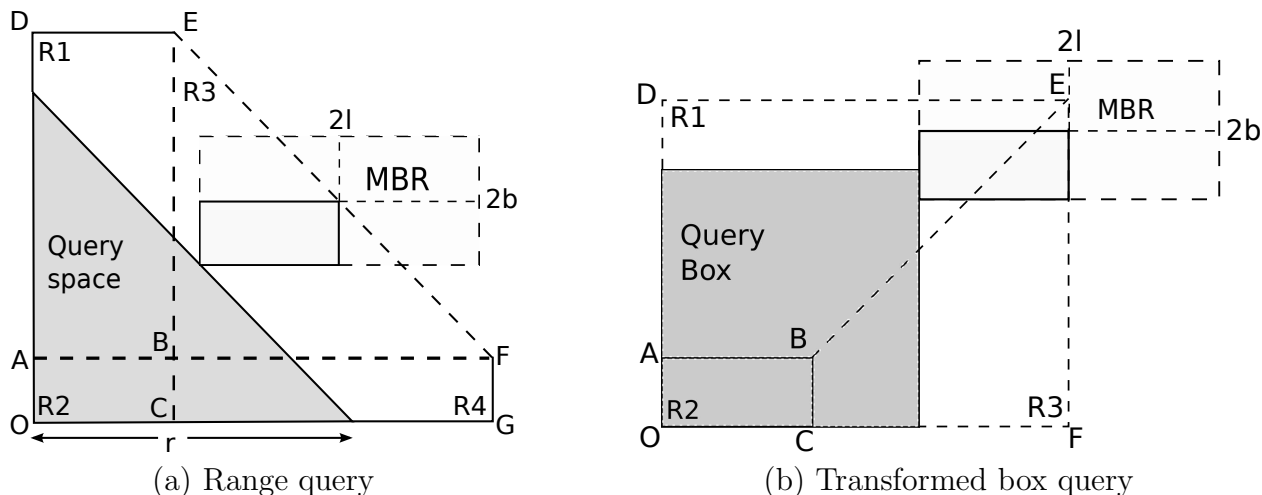 D
E
R1
R3
2l
MBR
2b
Query
space
A
B
F
O
R2
C
R4
G
r
(a) Range query
2l
D
E
R1
MBR
2b
Query
Box
A
B
R2
R3
O
C
F
(b) Transformed box query